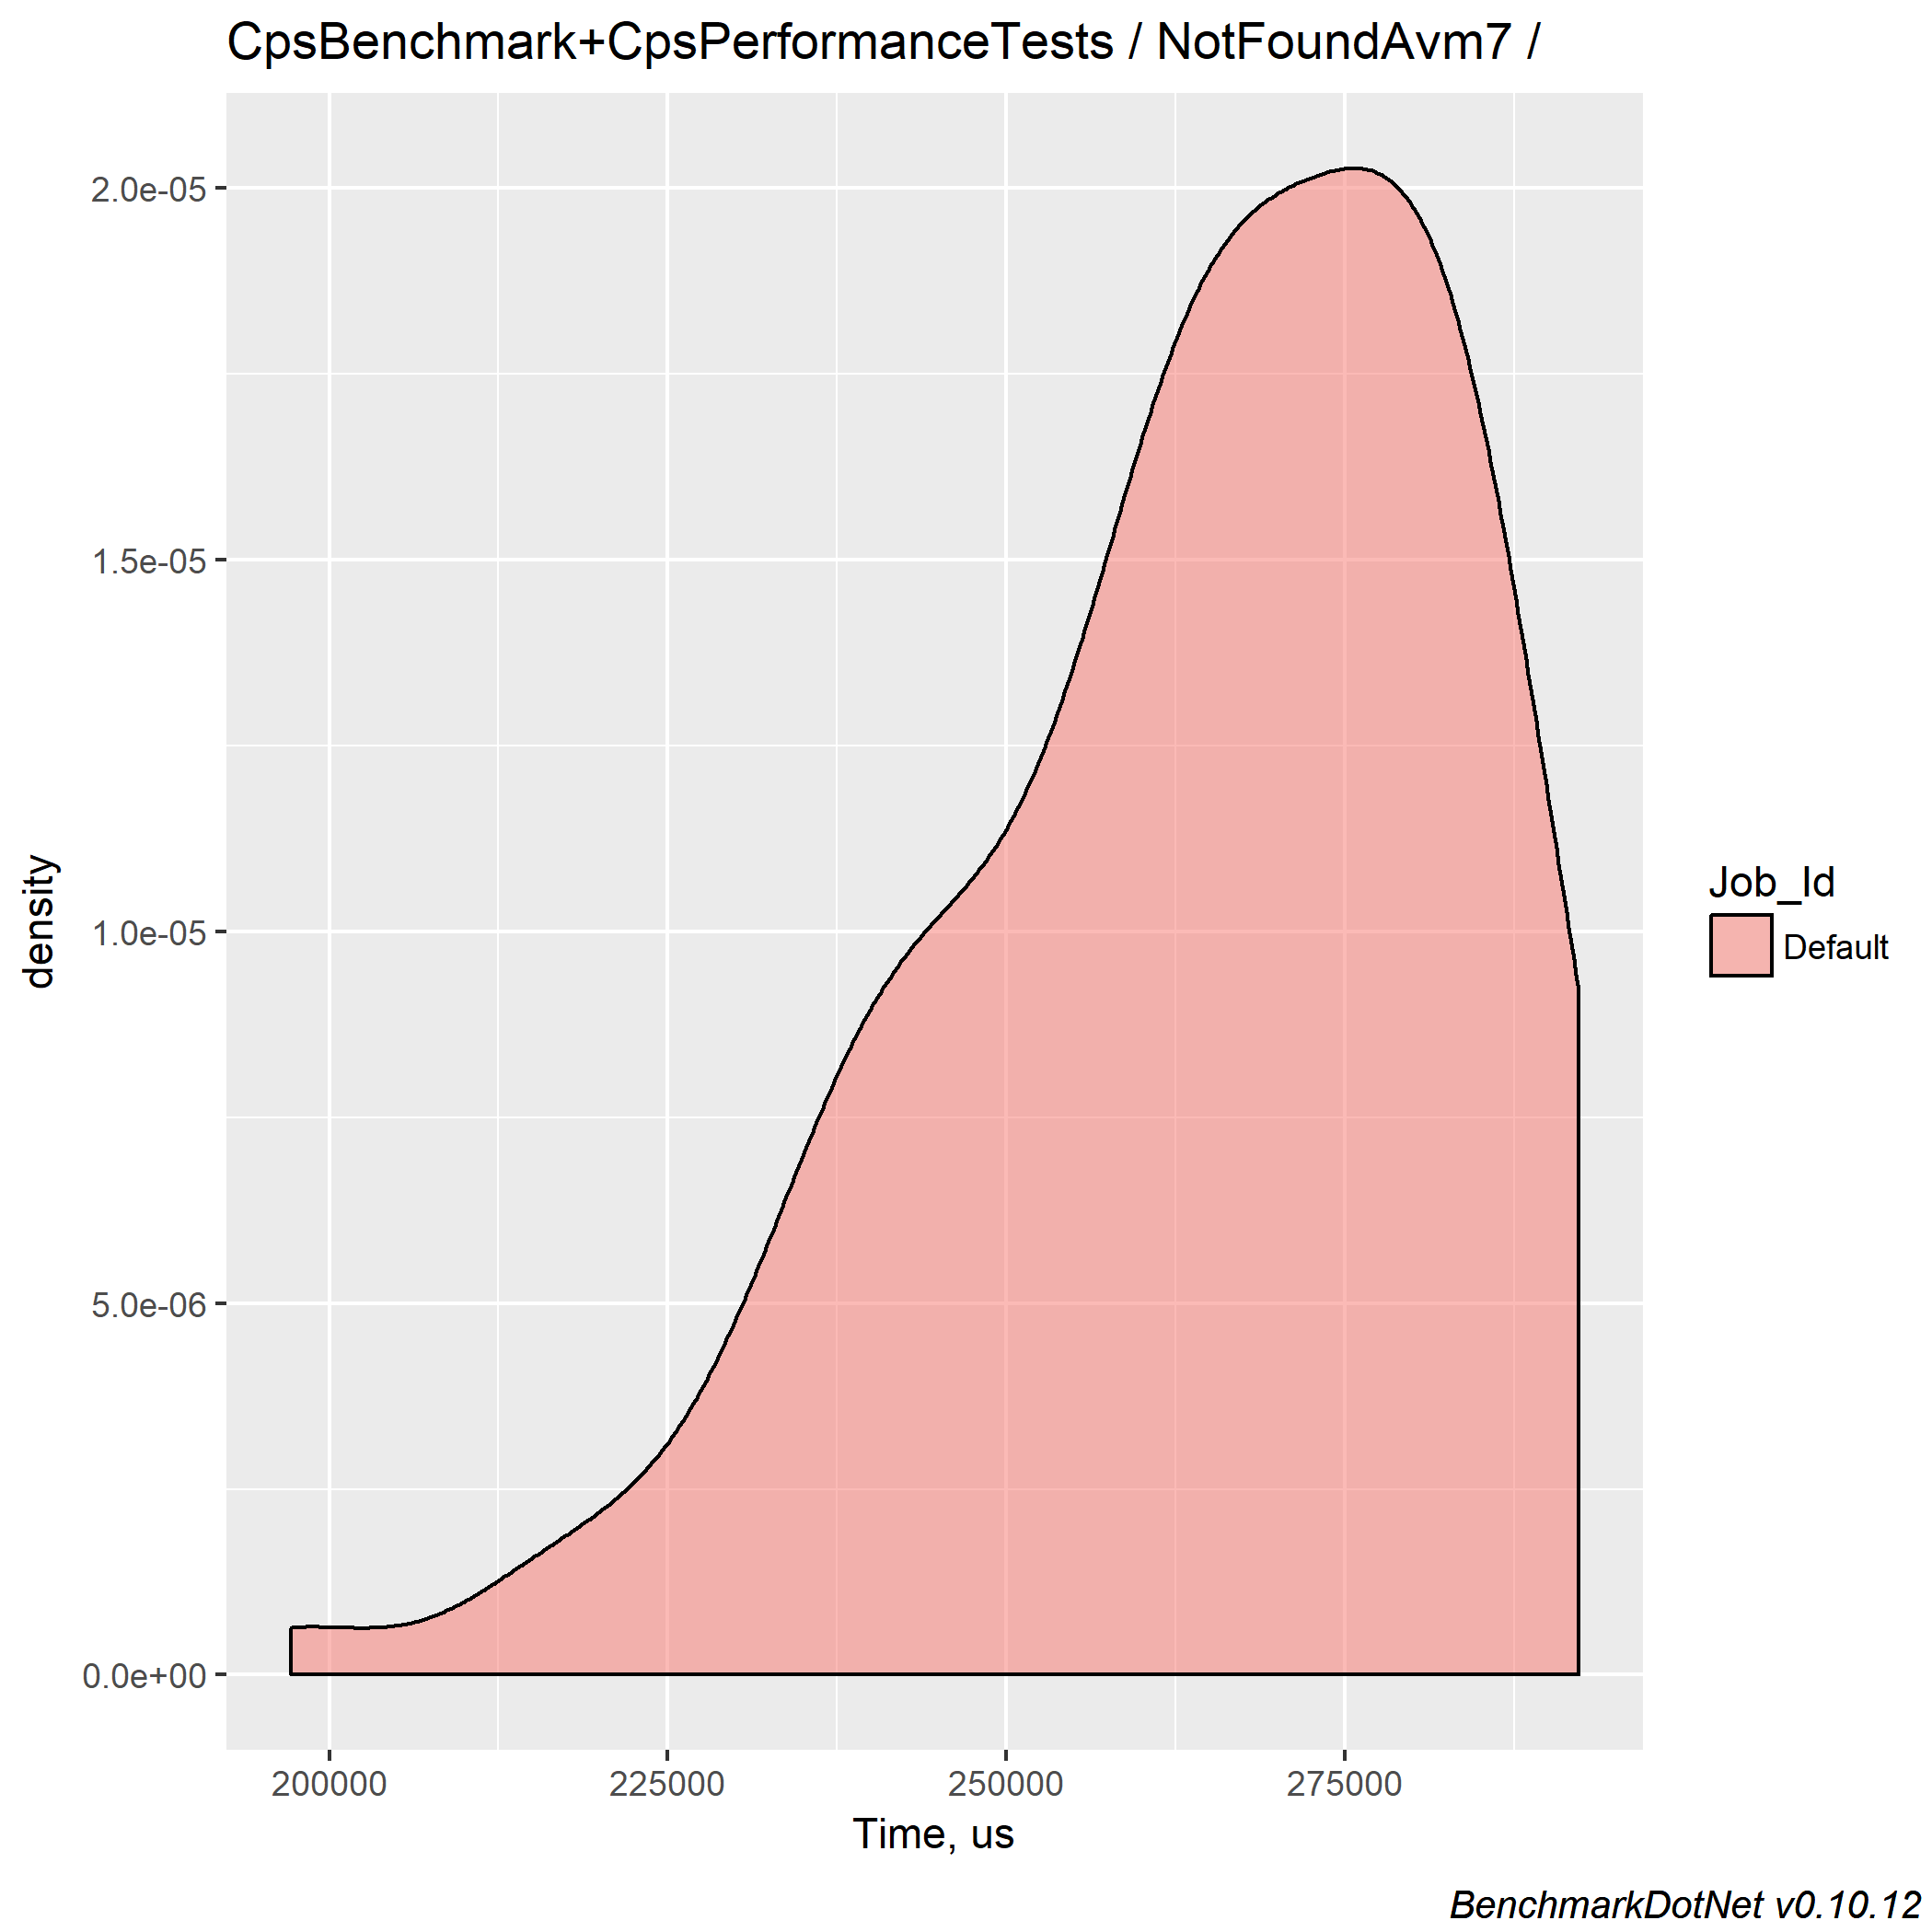 CpsBenchmark+CpsPerformanceTests / NotFoundAvm7 /
2.0e-05
1.5e-05
1.0e-05
5.0e-06
0.0e+00
density
200000 225000 250000 275000
Time, us
Job_Id
Default
BenchmarkDotNet v0.10.12